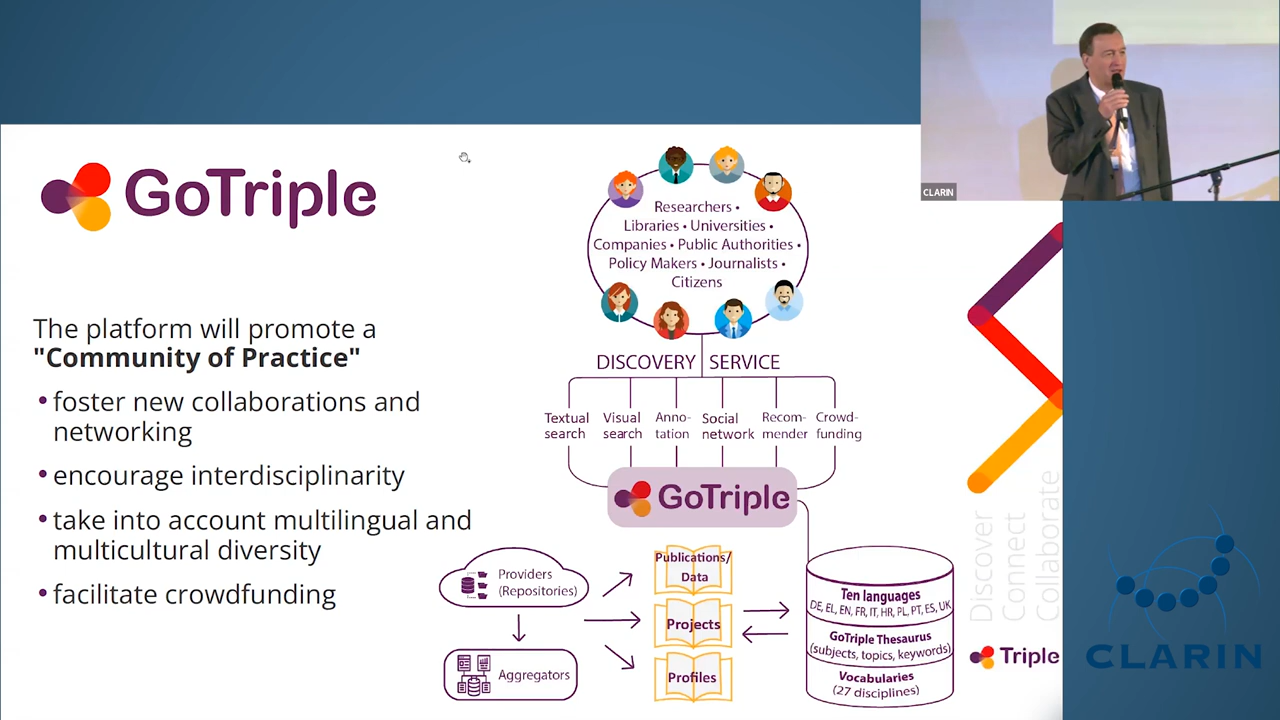 CLARIN
GoTriple
The platform will promote a
"Community of Practice"
• foster new collaborations and
networking
• encourage interdisciplinarity
• take into account multilingual and
multicultural diversity
• facilitate crowdfunding
Researchers •
Libraries • Universities •
Companies • Public Authorities •
Policy Makers • Journalists •
Citizens
DISCOVERY SERVICE
Textual
search
Visual
search
Anno-
tation
Social
network
Recom-
mender
Crowd-
funding
GoTriple
Providers
(Repositories)
Aggregators
Publications/
Data
Projects
Profiles
Ten languages
DE, EL, EN, FR, IT, HR, PL, PT, ES, UK
GoTriple Thesaurus
(subjects, topics, keywords)
Vocabularies
(27 disciplines)
Discover
Connect
Collaborate
Triple
CLARIN